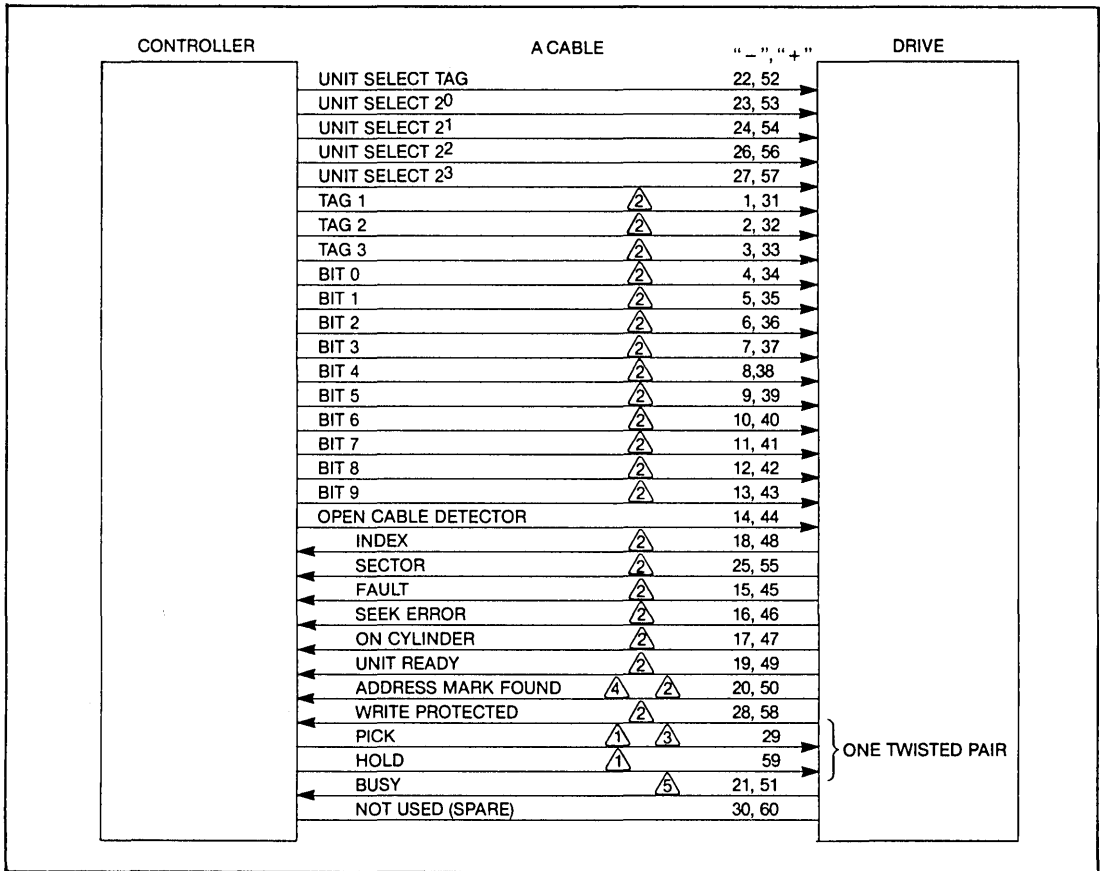 CONTROLLER A CABLE “–”, “+” DRIVE
UNIT SELECT TAG 22, 52
UNIT SELECT 2⁰ 23, 53
UNIT SELECT 2¹ 24, 54
UNIT SELECT 2² 26, 56
UNIT SELECT 2³ 27, 57
TAG 1 2 1, 31
TAG 2 2 2, 32
TAG 3 2 3, 33
BIT 0 2 4, 34
BIT 1 2 5, 35
BIT 2 2 6, 36
BIT 3 2 7, 37
BIT 4 2 8,38
BIT 5 2 9, 39
BIT 6 2 10, 40
BIT 7 2 11, 41
BIT 8 2 12, 42
BIT 9 2 13, 43
OPEN CABLE DETECTOR 14, 44
INDEX 2 18, 48
SECTOR 2 25, 55
FAULT 2 15, 45
SEEK ERROR 2 16, 46
ON CYLINDER 2 17, 47
UNIT READY 2 19, 49
ADDRESS MARK FOUND 4 2 20, 50
WRITE PROTECTED 2 28, 58
PICK 1 3 29
HOLD 1 59
ONE TWISTED PAIR
BUSY 5 21, 51
NOT USED (SPARE) 30, 60